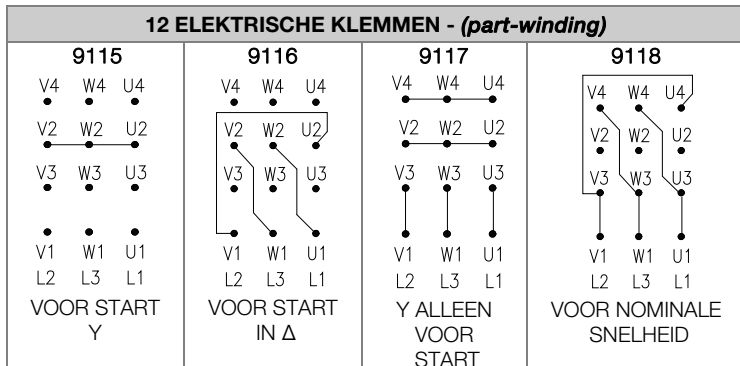 12 ELEKTRISCHE KLEMMEN - (part-winding)
9115
V4 W4 U4
V2 W2 U2
V3 W3 U3
V1 W1 U1
L2 L3 L1
VOOR START
Y
9116
V4 W4 U4
V2 W2 U2
V3 W3 U3
V1 W1 U1
L2 L3 L1
VOOR START
IN Δ
9117
V4 W4 U4
V2 W2 U2
V3 W3 U3
V1 W1 U1
L2 L3 L1
Y ALLEEN
VOOR
START
9118
V4 W4 U4
V2 W2 U2
V3 W3 U3
V1 W1 U1
L2 L3 L1
VOOR NOMINALE
SNELHEID